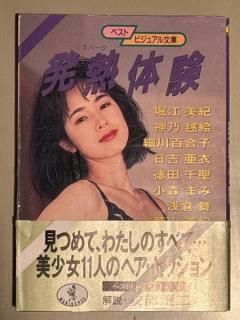 ベスト
ビジュアル文庫
スパーク
発熱体験
堀江美紀
神乃毬絵
細川百合子
日吉亜衣
徳田千聖
小森まみ
浅倉舞
見つめて、わたしのすべて…
美少女11人のヘア・セクション
解説・